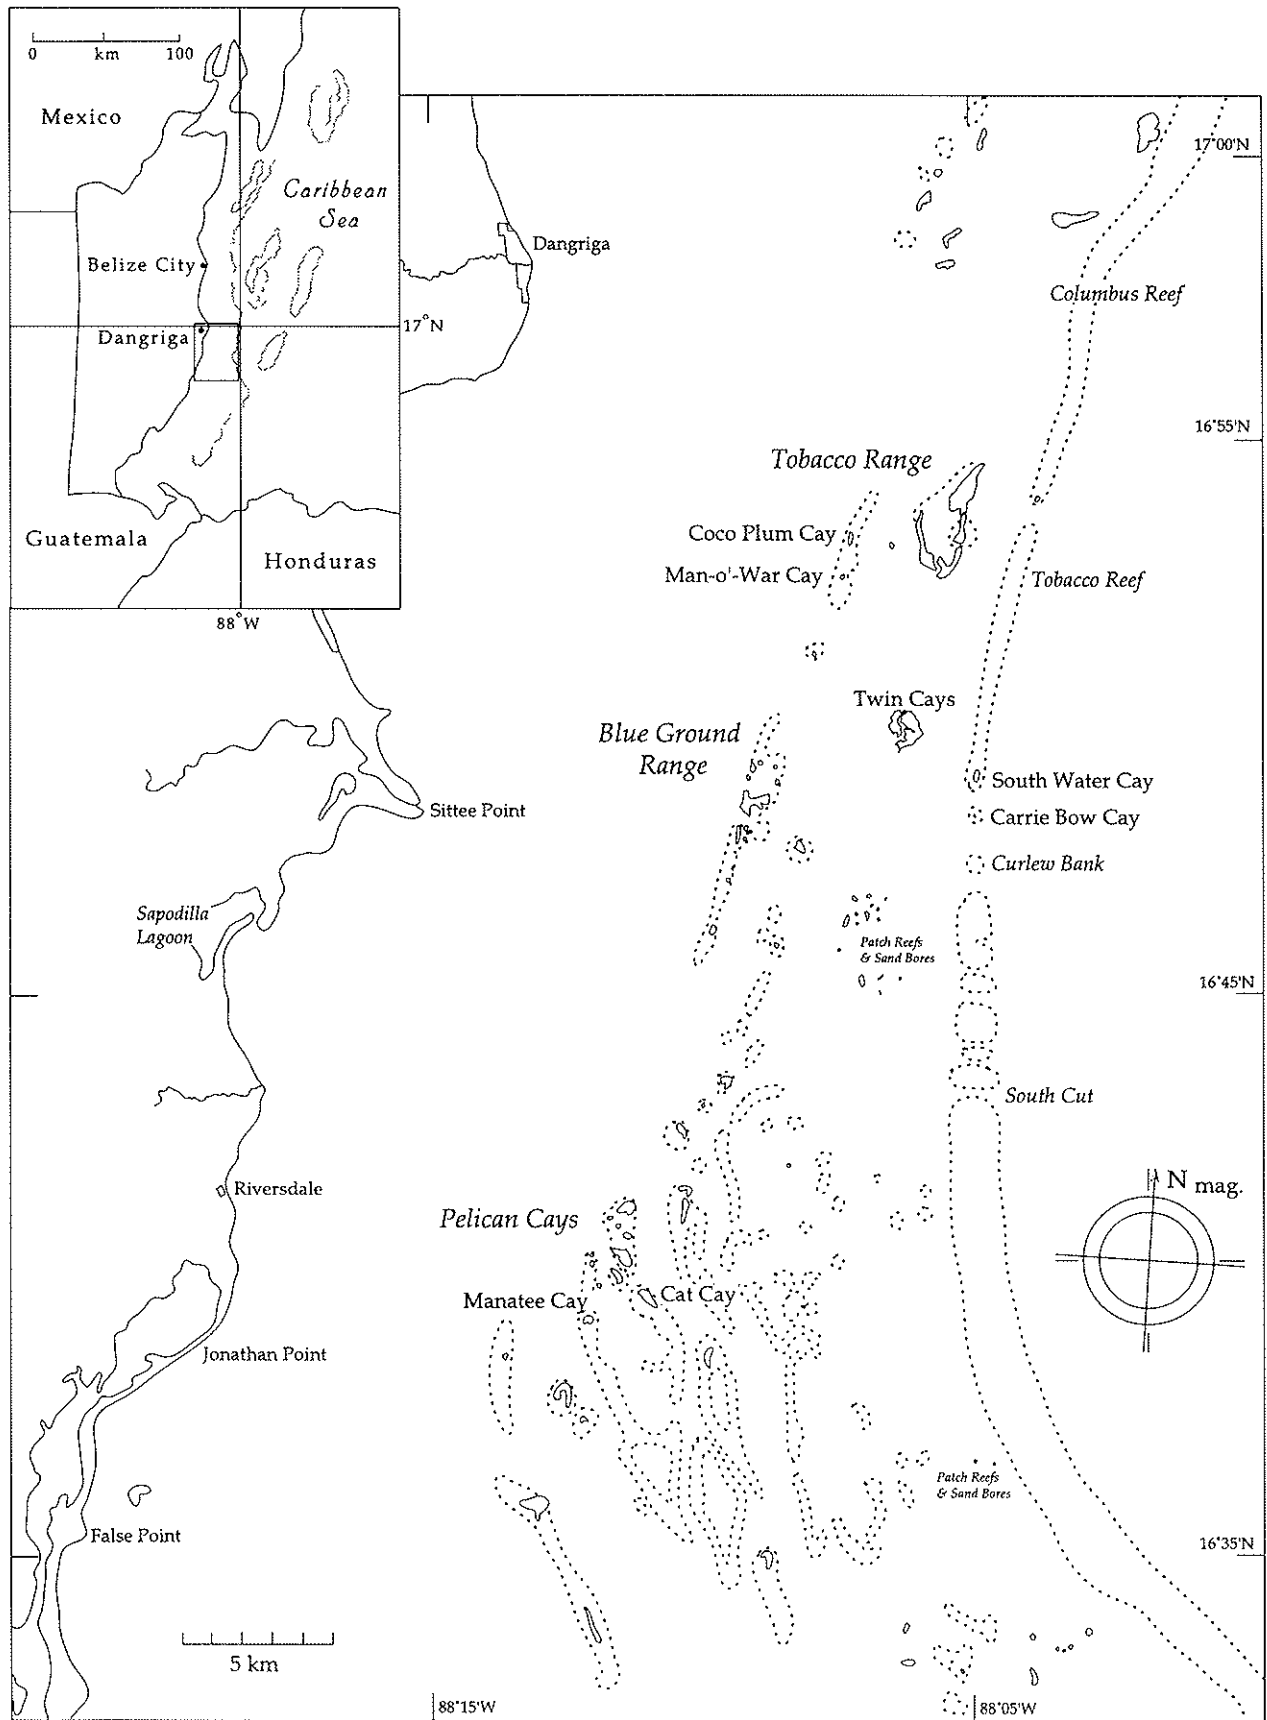 0 km 100
Mexico
Caribbean
Sea
Belize City
Dangriga
17°N
Guatemala
Honduras
88°W
17°00'N
Dangriga
Columbus Reef
16°55'N
Tobacco Range
Coco Plum Cay
Man-o'-War Cay
Tobacco Reef
Twin Cays
Blue Ground
Range
South Water Cay
Sittee Point
Carrie Bow Cay
Curlew Bank
Sapodilla
Lagoon
Patch Reefs
& Sand Bores
16°45'N
South Cut
N mag.
Riversdale
Pelican Cays
Manatee Cay
Cat Cay
Jonathan Point
Patch Reefs
& Sand Bores
False Point
16°35'N
5 km
88°15'W
88°05'W